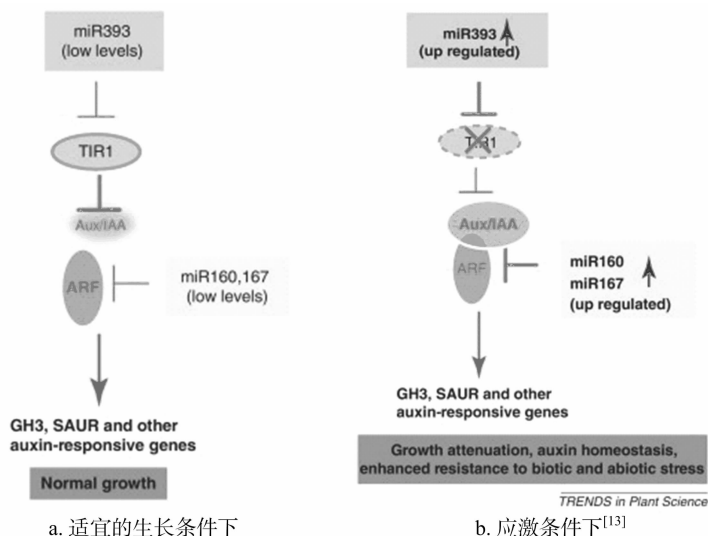 miR393
(low levels)
TIR1
Aux/IAA
ARF
miR160,167
(low levels)
GH3, SAUR and other
auxin-responsive genes
Normal growth
a. 适宜的生长条件下
miR393
(up regulated)
TIR1
Aux/IAA
ARF
miR160
miR167
(up regulated)
GH3, SAUR and other
auxin-responsive genes
Growth attenuation, auxin homeostasis,
enhanced resistance to biotic and abiotic stress
TRENDS in Plant Science
b. 应激条件下[13]